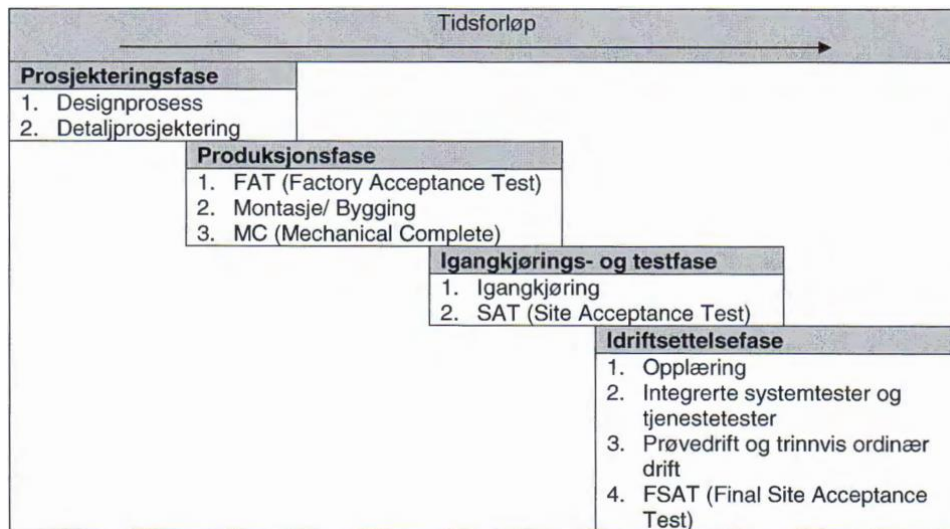 Tidsforløp
Prosjekteringsfase
1. Designprosess
2. Detaljprosjektering
Produksjonsfase
1. FAT (Factory Acceptance Test)
2. Montasje/ Bygging
3. MC (Mechanical Complete)
Igangkjørings- og testfase
1. Igangkjøring
2. SAT (Site Acceptance Test)
Idriftsettelsefase
1. Opplæring
2. Integrerte systemtester og
tjenestetester
3. Prøvedrift og trinnvis ordinær
drift
4. FSAT (Final Site Acceptance
Test)